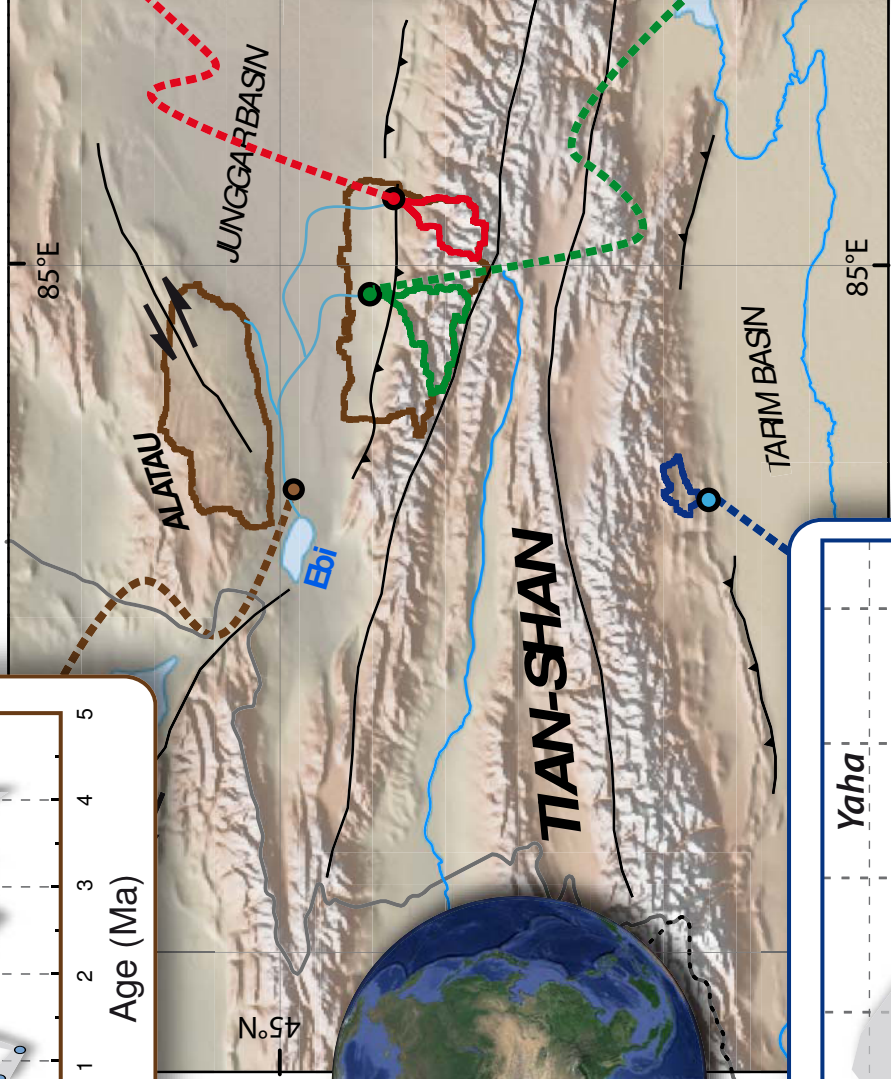 85°E
JUNGGAR BASIN
ALATAU
Ebi
TIAN-SHAN
TARIM BASIN
85°E
45°N
1 2 3 4 5
Age (Ma)
Yaha